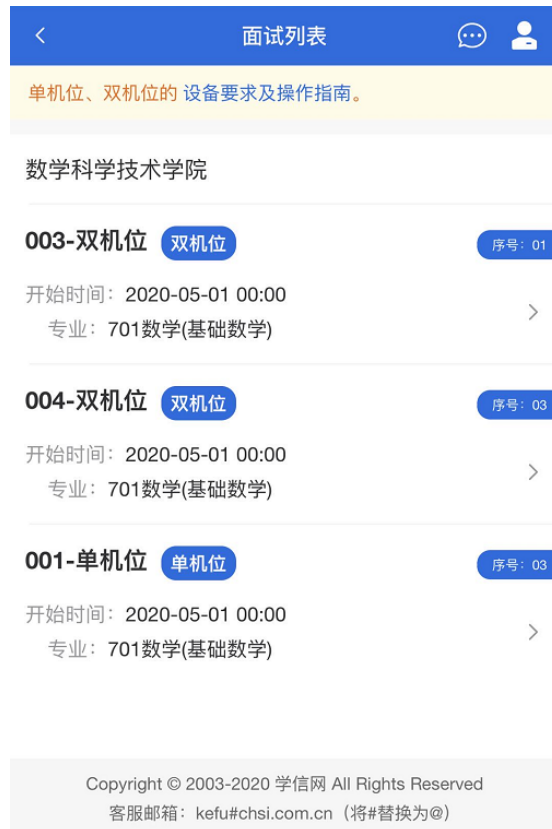 面试列表
单机位、双机位的 设备要求及操作指南。
数学科学技术学院
003-双机位 双机位 序号：01
开始时间：2020-05-01 00:00
专业：701数学(基础数学)
004-双机位 双机位 序号：03
开始时间：2020-05-01 00:00
专业：701数学(基础数学)
001-单机位 单机位 序号：03
开始时间：2020-05-01 00:00
专业：701数学(基础数学)
Copyright © 2003-2020 学信网 All Rights Reserved
客服邮箱：kefu#chsi.com.cn（将#替换为@）